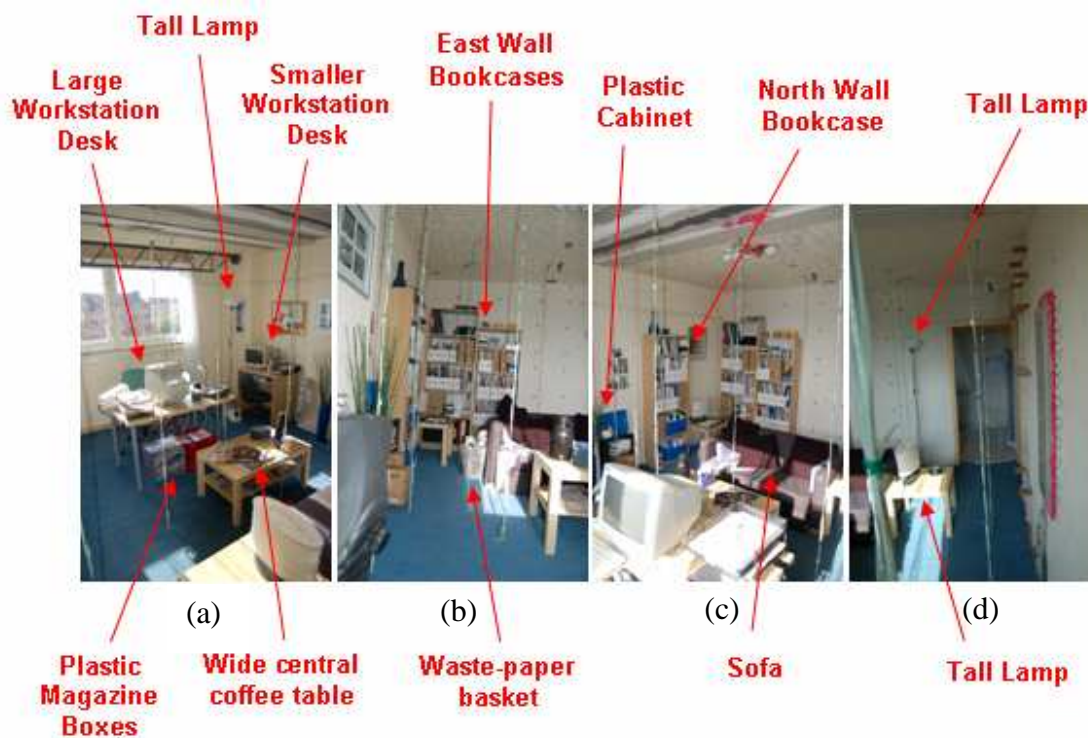 Tall Lamp
Large
Workstation
Desk
Smaller
Workstation
Desk
East Wall
Bookcases
Plastic
Cabinet
North Wall
Bookcase
Tall Lamp
(a)
(b)
(c)
(d)
Plastic
Magazine
Boxes
Wide central
coffee table
Waste-paper
basket
Sofa
Tall Lamp